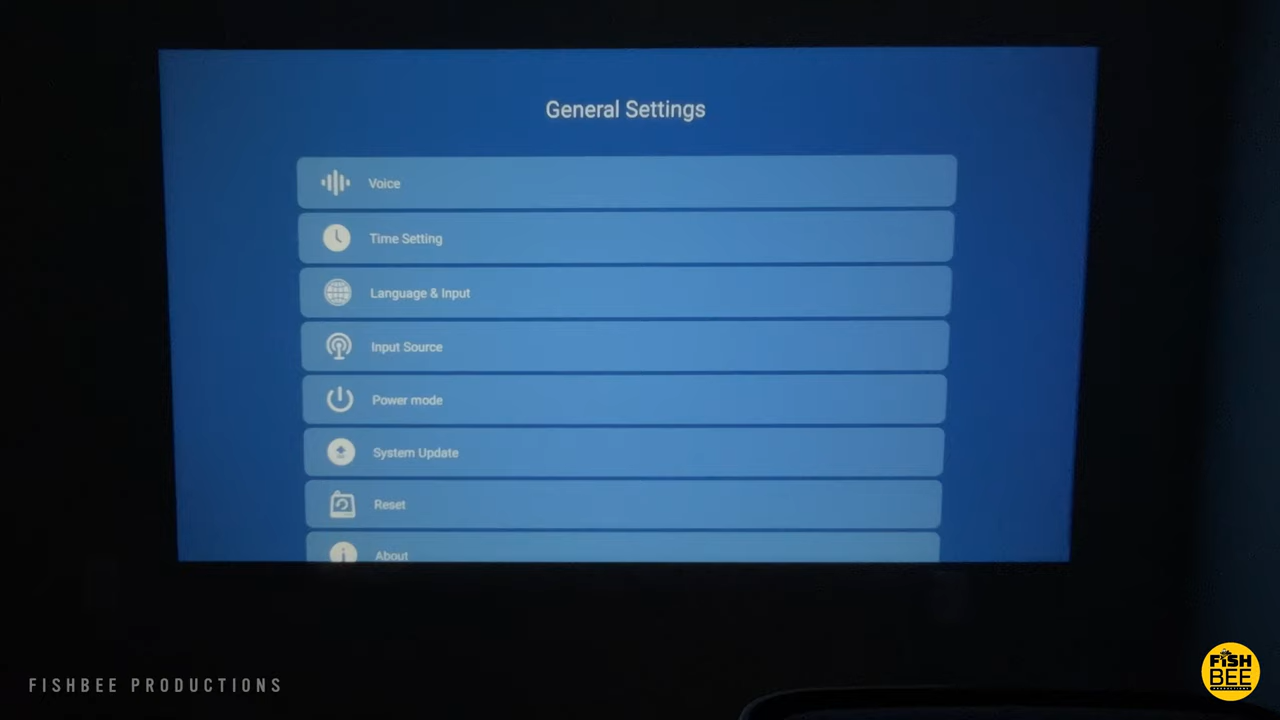 General Settings
Voice
Time Setting
Language & Input
Input Source
Power mode
System Update
Reset
About
FISHBEE PRODUCTIONS
FISH
BEE
PRODUCTIONS